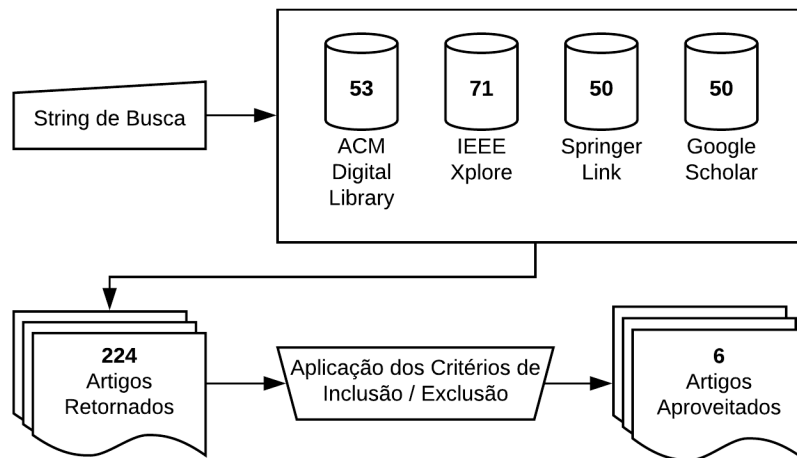 53
71
50
50
String de Busca
ACM
Digital
Library
IEEE
Xplore
Springer
Link
Google
Scholar
224
Artigos
Retornados
Aplicação dos Critérios de
Inclusão / Exclusão
6
Artigos
Aproveitados